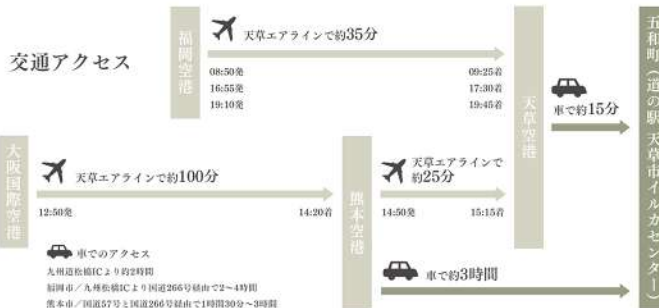 交通アクセス
福岡空港
天草エアラインで約35分
08:50発 09:25着
16:55発 17:30着
19:10発 19:45着
天草空港
車で約15分
五和町（道の駅 天草市イルカセンター）
大阪国際空港
天草エアラインで約100分
12:50発 14:20着
熊本空港
天草エアラインで
約25分
14:50発 15:15着
車で約3時間
車でのアクセス
九州道松橋ICより約2時間
福岡市／九州松橋ICより国道266号経由で2〜4時間
熊本市／国道57号と国道266号経由で1時間30分〜3時間